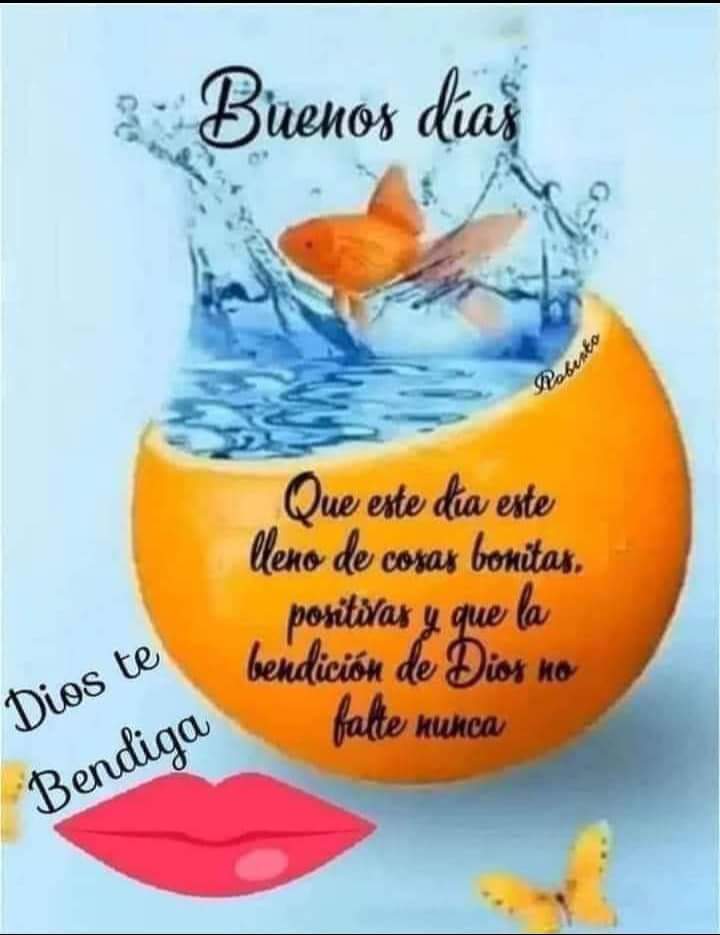 Buenos días
Roberto
Que este día este
lleno de cosas bonitas.
positivas y que la
bendición de Dios no
falte nunca
Dios te
Bendiga